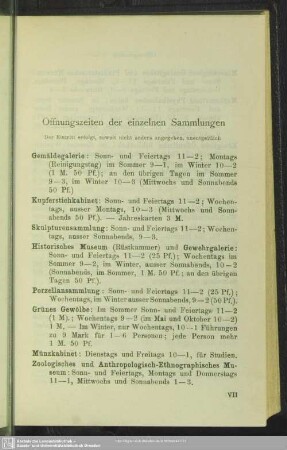 Öffnungszeiten der einzelnen Sammlungen
Der Eintritt erfolgt, soweit nicht anders angegeben, unentgeltlich
Gemäldegalerie: Sonn- und Feiertags 11—2; Montags
(Reinigungstag) im Sommer 9—1, im Winter 10—2
(1 M. 50 Pf.); an den übrigen Tagen im Sommer
9—3, im Winter 10—3 (Mittwochs und Sonnabends
50 Pf.)
Kupferstichkabinet: Sonn- und Feiertags 11—2; Wochen-
tags, ausser Montags, 10—3 (Mittwochs und Sonn-
abends 50 Pf.). — Jahreskarten 3 M.
Skulpturensammlung: Sonn- und Feiertags 11—2; Wochen-
tags, ausser Sonnabends, 9—3.
Historisches Museum (Rüstkammer) und Gewehrgalerie:
Sonn- und Feiertags 11—2 (25 Pf.); Wochentags im
Sommer 9—2, im Winter, ausser Sonnabends, 10—2
(Sonnabends, im Sommer, 1 M. 50 Pf.; an den übrigen
Tagen 50 Pf.).
Porzellansammlung: Sonn- und Feiertags 11—2 (25 Pf.);
Wochentags, im Winter ausser Sonnabends, 9—2 (50 Pf.).
Grünes Gewölbe: Im Sommer Sonn- und Feiertags 11—2
(1 M.); Wochentags 9—2 (im Mai und Oktober 10—2)
1 M. — Im Winter, nur Wochentags, 10—1 Führungen
zu 9 Mark für 1—6 Personen; jede Person mehr
1 M. 50 Pf.
Münzkabinet: Dienstags und Freitags 10—1, für Studien.
Zoologisches und Anthropologisch-Ethnographisches Mu-
seum: Sonn- und Feiertags, Montags und Donnerstags
11—1, Mittwochs und Sonnabends 1—3.
VII